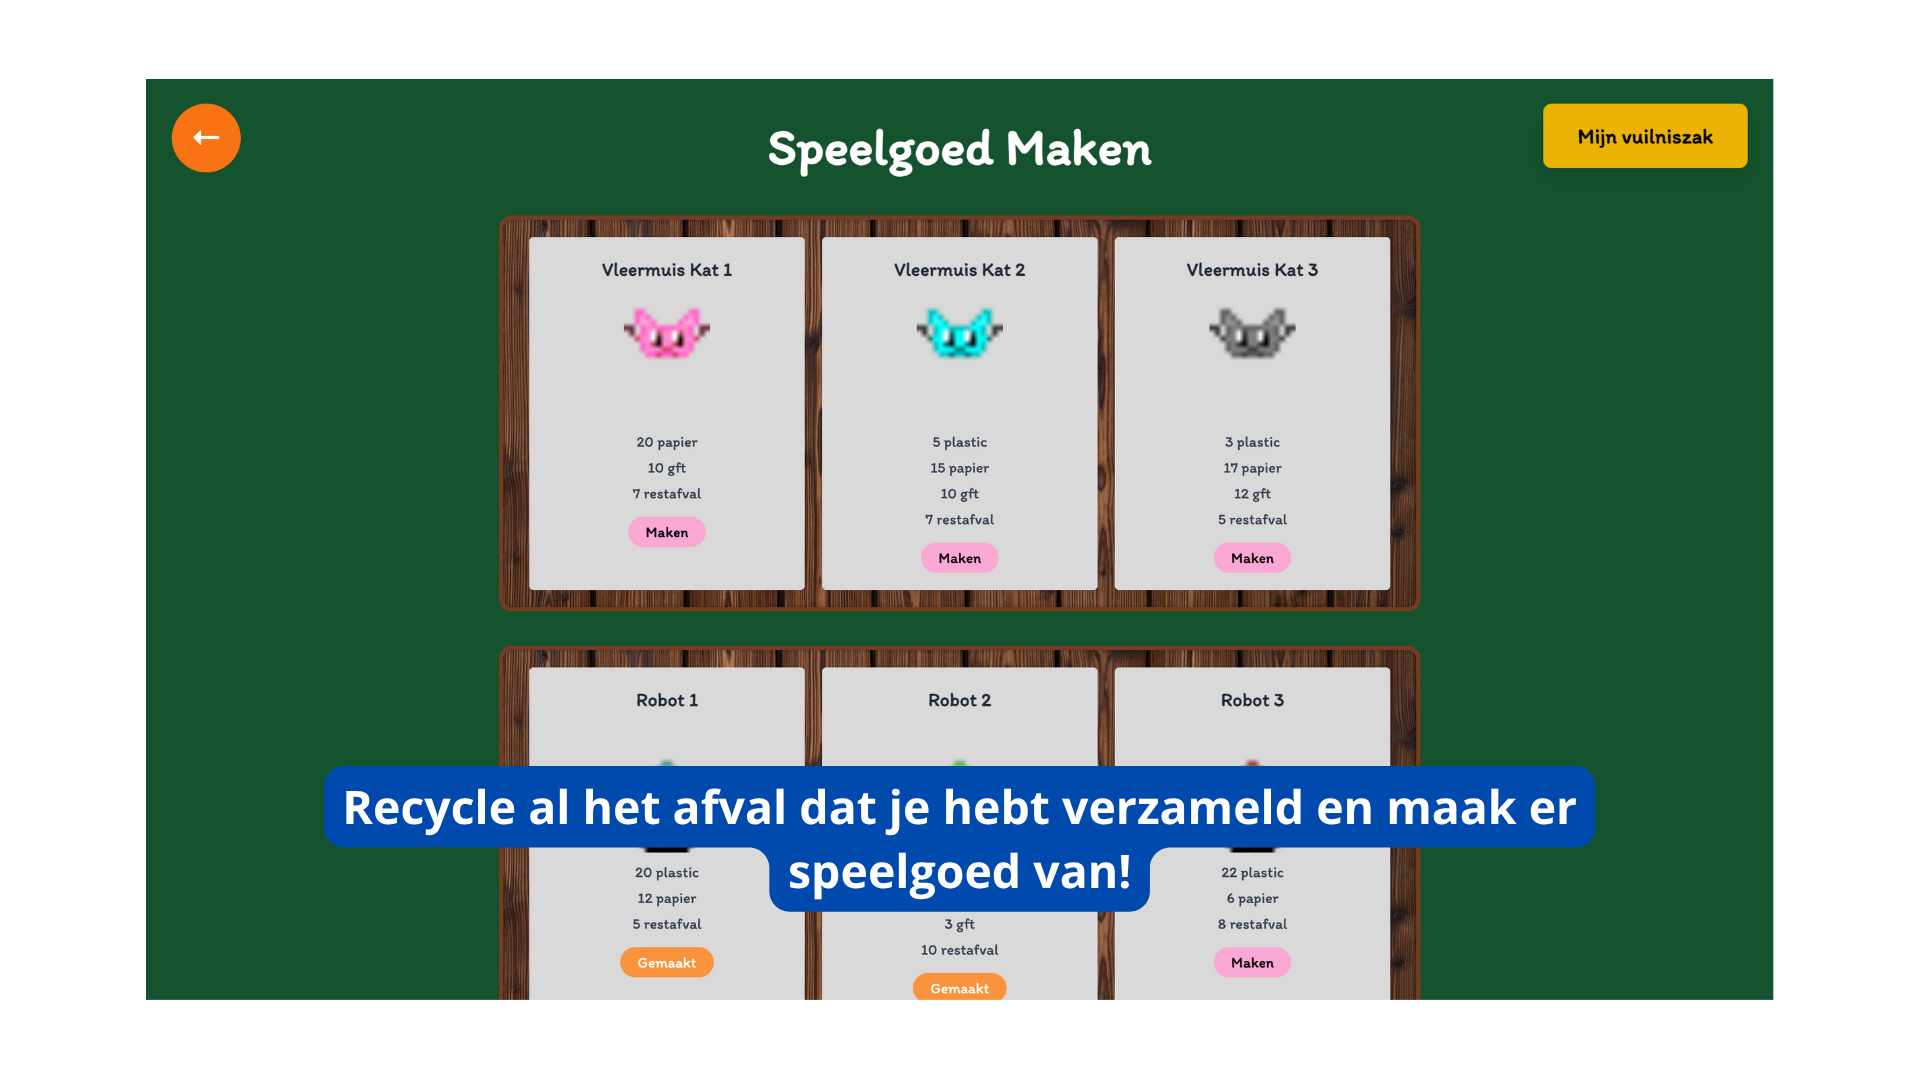 Speelgoed Maken
Mijn vuilniszak
Vleermuis Kat 1
20 papier
10 gft
7 restafval
Maken
Vleermuis Kat 2
5 plastic
15 papier
10 gft
7 restafval
Maken
Vleermuis Kat 3
3 plastic
17 papier
12 gft
5 restafval
Maken
Robot 1
20 plastic
12 papier
5 restafval
Gemaakt
Robot 2
3 gft
10 restafval
Gemaakt
Robot 3
22 plastic
6 papier
8 restafval
Maken
Recycle al het afval dat je hebt verzameld en maak er
speelgoed van!